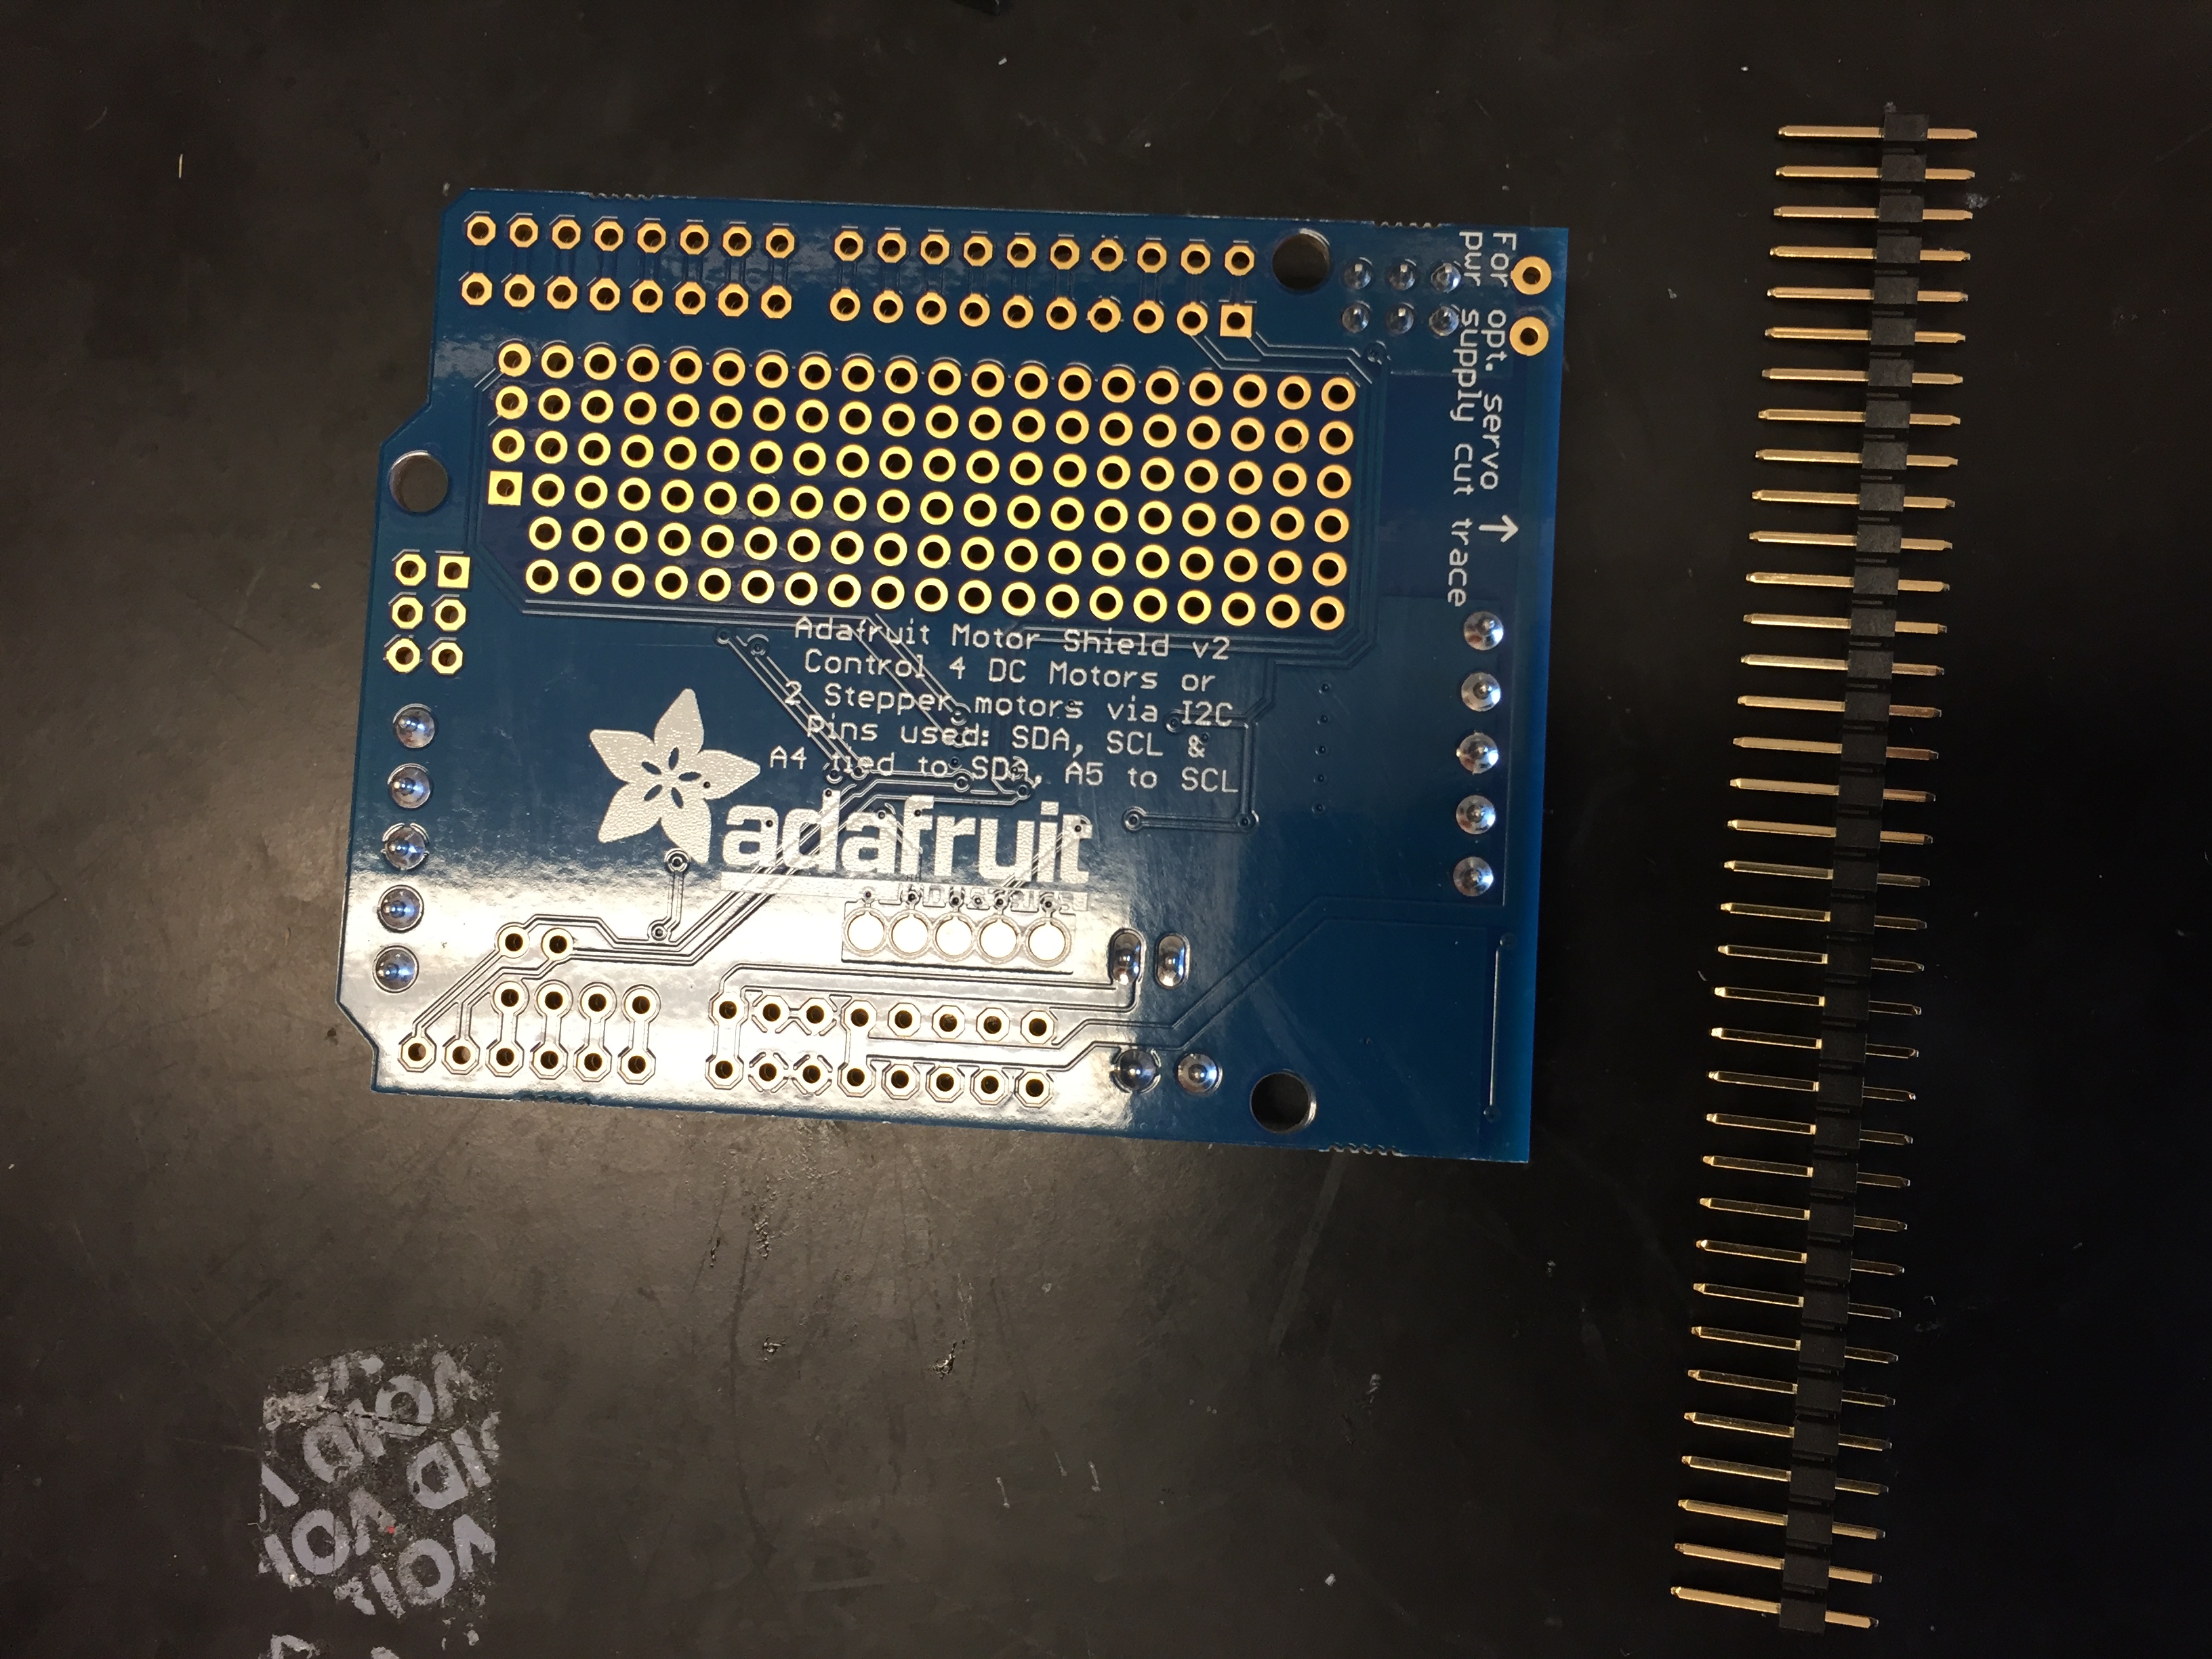 adafruit
Adafruit Motor Shield v2
Control 4 DC Motors or
2 Stepper motors via I2C
Pins used: SDA, SCL &
A4 tied to SDA, A5 to SCL
For opt. servo ↑
pwr supply cut trace
VOID VOID
VOID